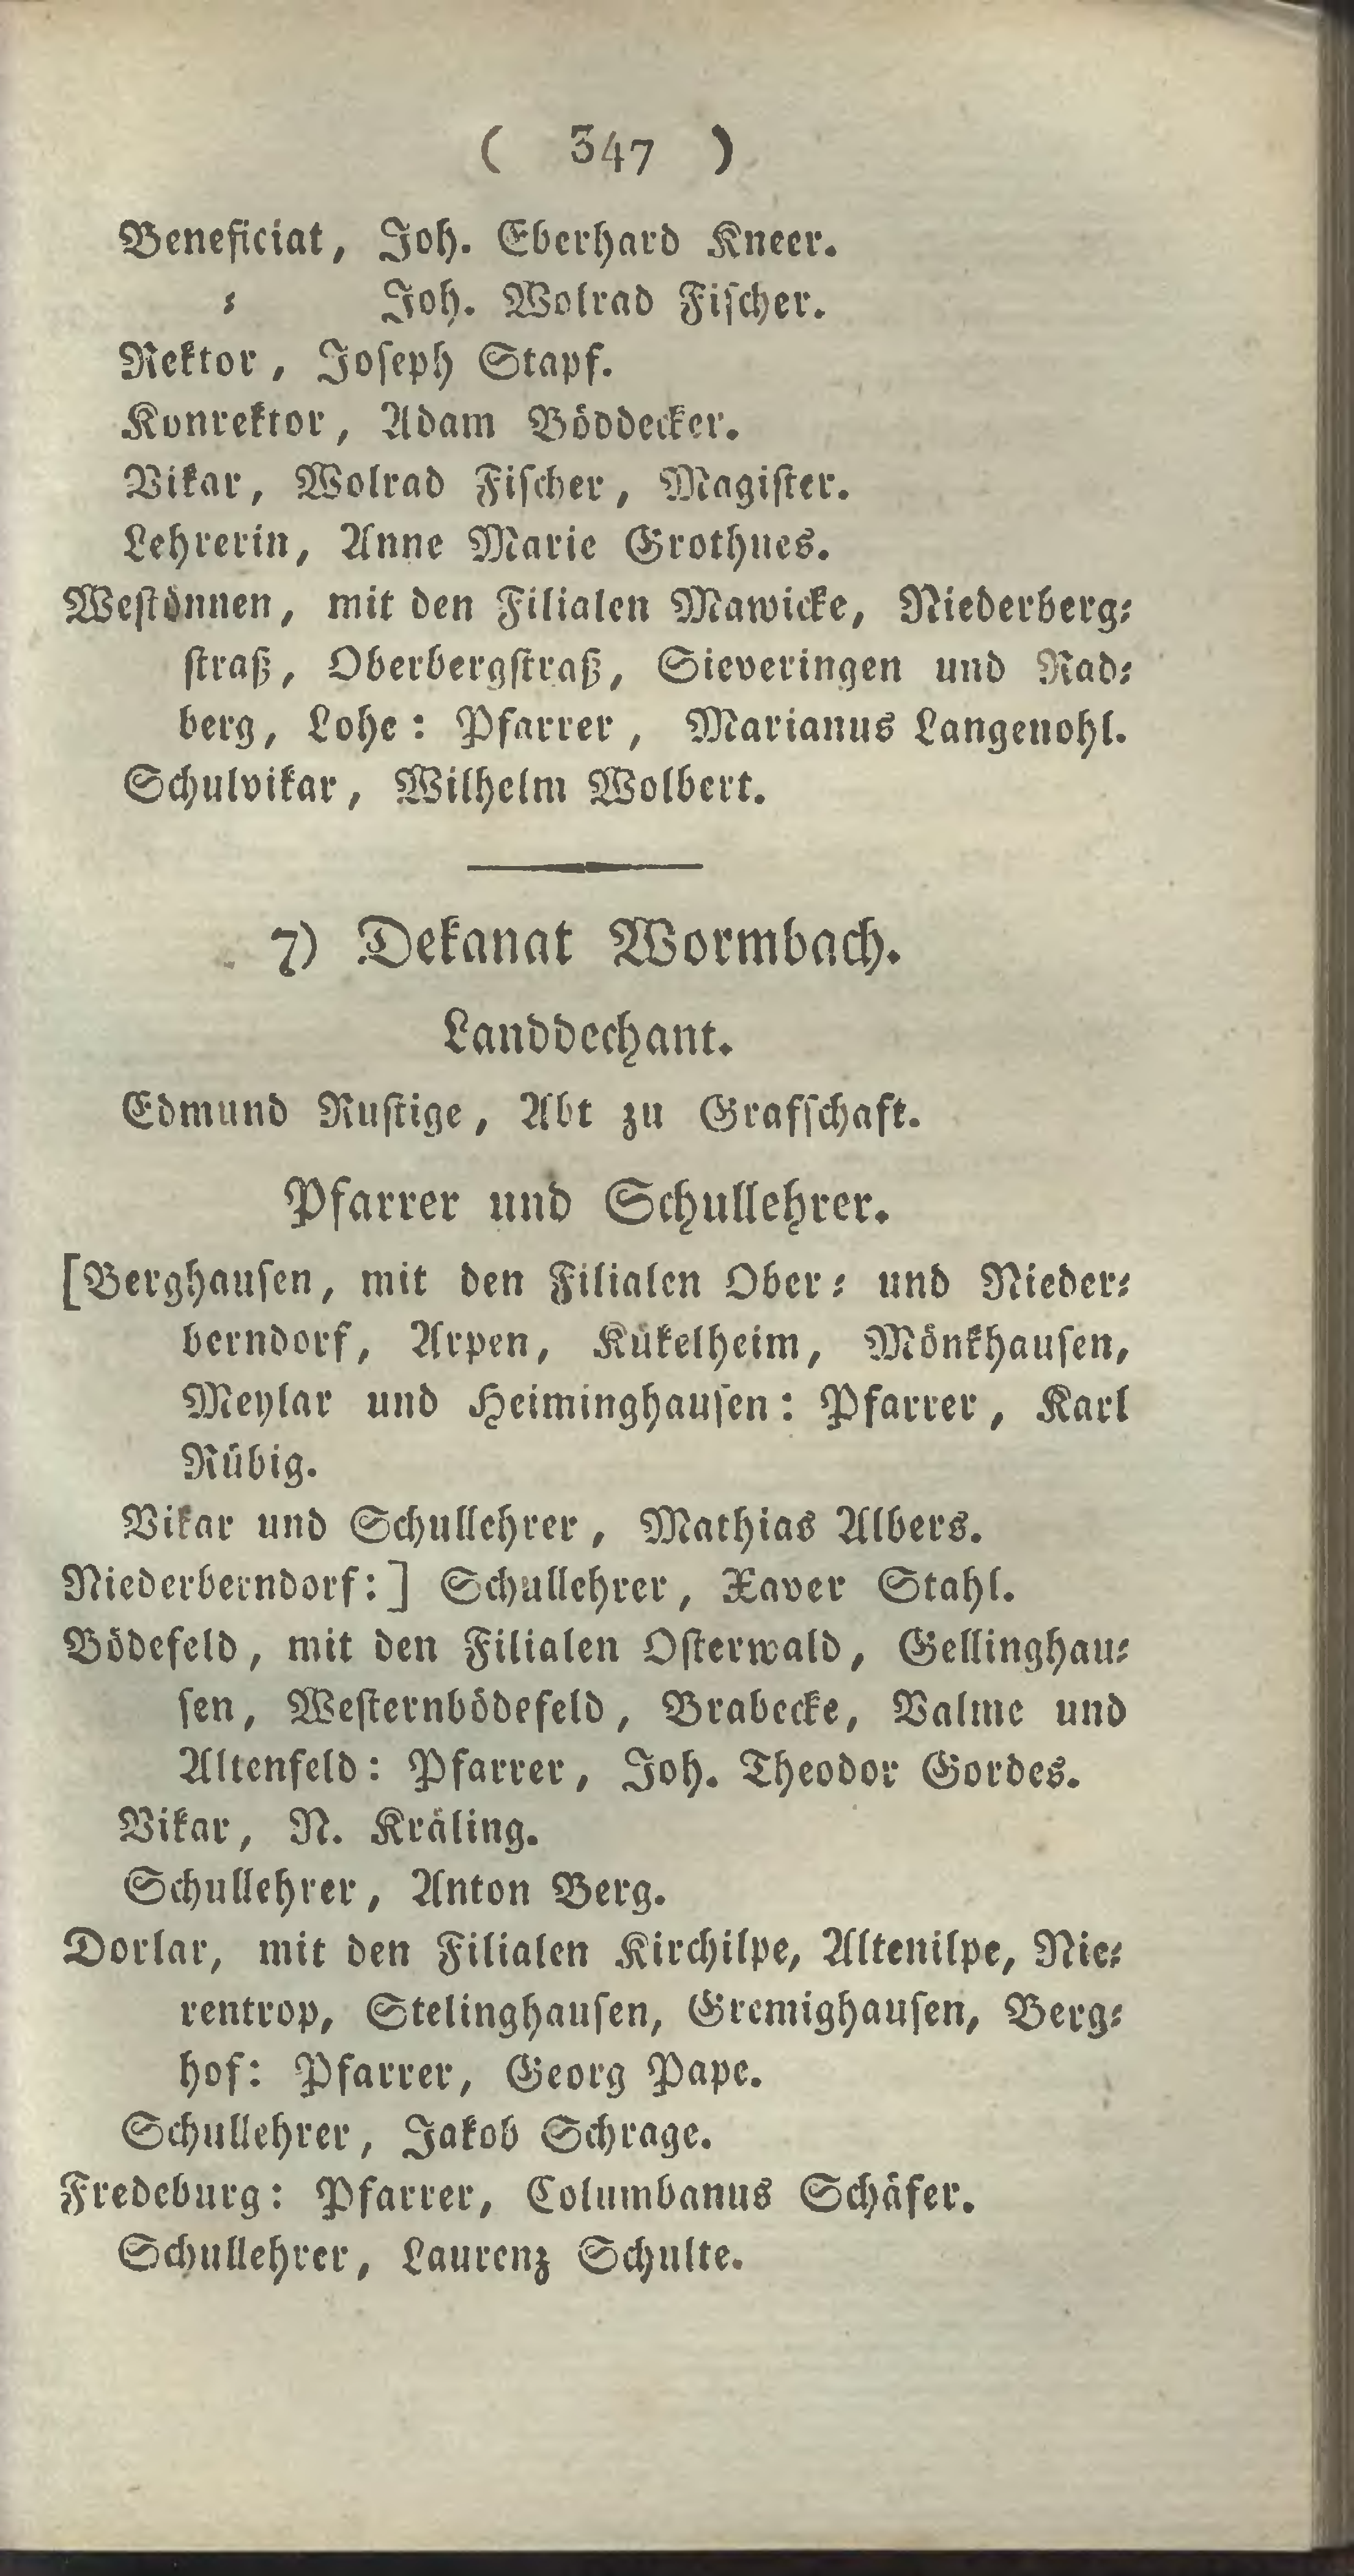 ( 347 )
Beneficiat, Joh. Eberhard Kneer.
⸗ Joh. Wolrad Fiſcher.
Rektor, Joſeph Stapf.
Konrektor, Adam Böddecker.
Vikar, Wolrad Fiſcher, Magiſter.
Lehrerin, Anne Marie Grothues.
Weſtönnen, mit den Filialen Mawicke, Niederberg⸗
ſtraß, Oberbergſtraß, Sieveringen und Rad⸗
berg, Lohe: Pfarrer, Marianus Langenohl.
Schulvikar, Wilhelm Wolbert.
7) Dekanat Wormbach.
Landdechant.
Edmund Ruſtige, Abt zu Grafſchaft.
Pfarrer und Schullehrer.
[Berghauſen, mit den Filialen Ober⸗ und Nieder⸗
berndorf, Arpen, Kükelheim, Mönkhauſen,
Meylar und Heiminghauſen: Pfarrer, Karl
Rübig.
Vikar und Schullehrer, Mathias Albers.
Niederberndorf:] Schullehrer, Xaver Stahl.
Bödefeld, mit den Filialen Oſterwald, Gellinghau⸗
ſen, Weſternbödefeld, Brabecke, Valme und
Altenfeld: Pfarrer, Joh. Theodor Gordes.
Vikar, N. Kräling.
Schullehrer, Anton Berg.
Dorlar, mit den Filialen Kirchilpe, Altenilpe, Nie⸗
rentrop, Stelinghauſen, Gremighauſen, Berg⸗
hof: Pfarrer, Georg Pape.
Schullehrer, Jakob Schrage.
Fredeburg: Pfarrer, Columbanus Schäfer.
Schullehrer, Laurenz Schulte.